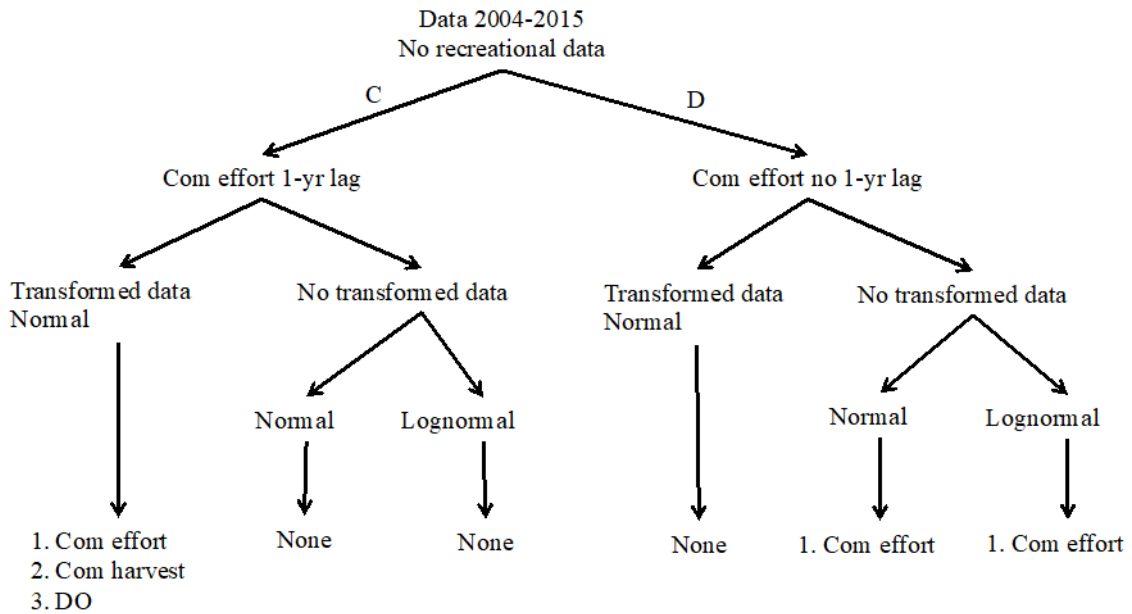 Data 2004-2015
No recreational data
C
D
Com effort 1-yr lag
Com effort no 1-yr lag
Transformed data
Normal
No transformed data
Transformed data
Normal
No transformed data
Normal
Lognormal
Normal
Lognormal
1. Com effort
2. Com harvest
3. DO
None
None
None
1. Com effort
1. Com effort